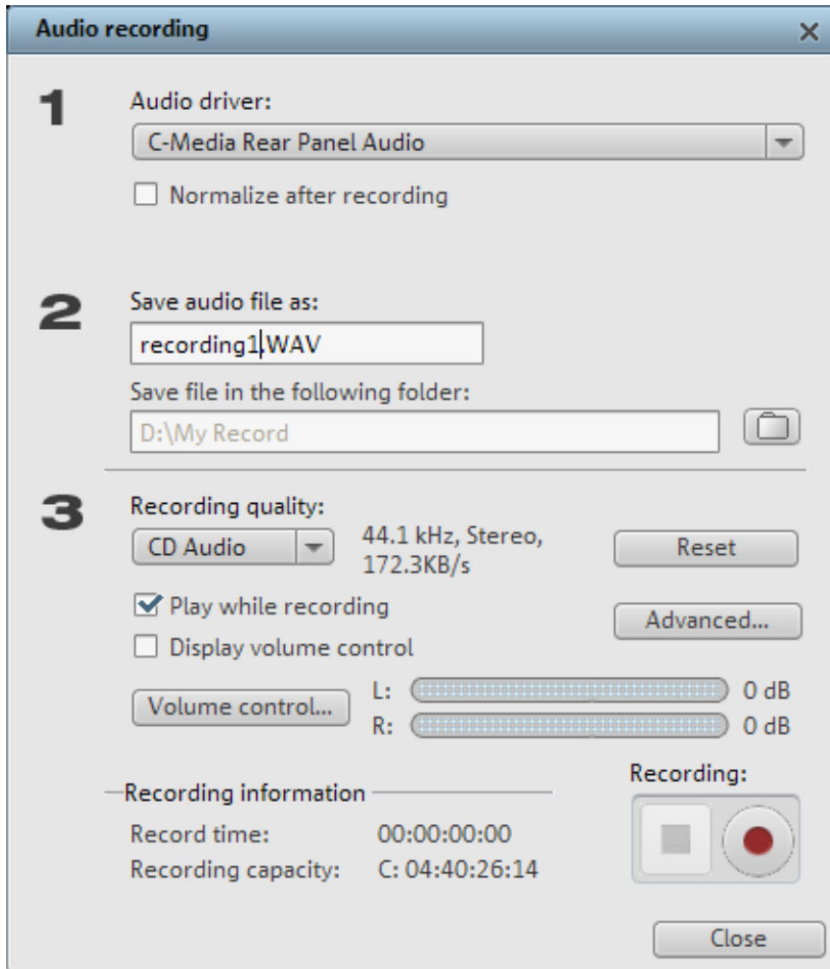 Audio recording
1
Audio driver:
C-Media Rear Panel Audio
Normalize after recording
2
Save audio file as:
recording1.WAV
Save file in the following folder:
D:\My Record
3
Recording quality:
CD Audio
44.1 kHz, Stereo,
172.3KB/s
Reset
Play while recording
Advanced...
Display volume control
Volume control...
L: 0 dB
R: 0 dB
Recording information
Recording:
Record time: 00:00:00:00
Recording capacity: C: 04:40:26:14
Close